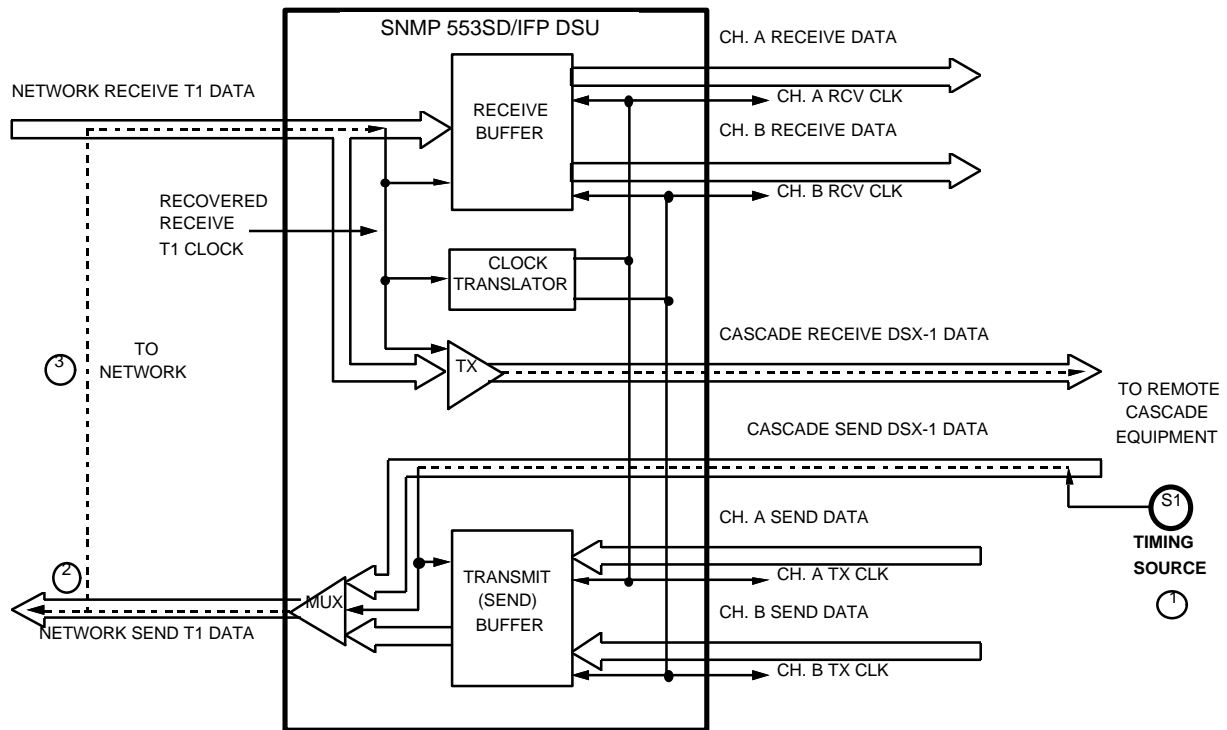 SNMP 553SD/IFP DSU
CH. A RECEIVE DATA
NETWORK RECEIVE T1 DATA
RECEIVE
BUFFER
CH. A RCV CLK
CH. B RECEIVE DATA
CH. B RCV CLK
RECOVERED
RECEIVE
T1 CLOCK
CLOCK
TRANSLATOR
CASCADE RECEIVE DSX-1 DATA
3
TO
NETWORK
TX
TO REMOTE
CASCADE
EQUIPMENT
CASCADE SEND DSX-1 DATA
S1
TIMING
SOURCE
1
CH. A SEND DATA
2
MUX
TRANSMIT
(SEND)
BUFFER
CH. A TX CLK
CH. B SEND DATA
NETWORK SEND T1 DATA
CH. B TX CLK